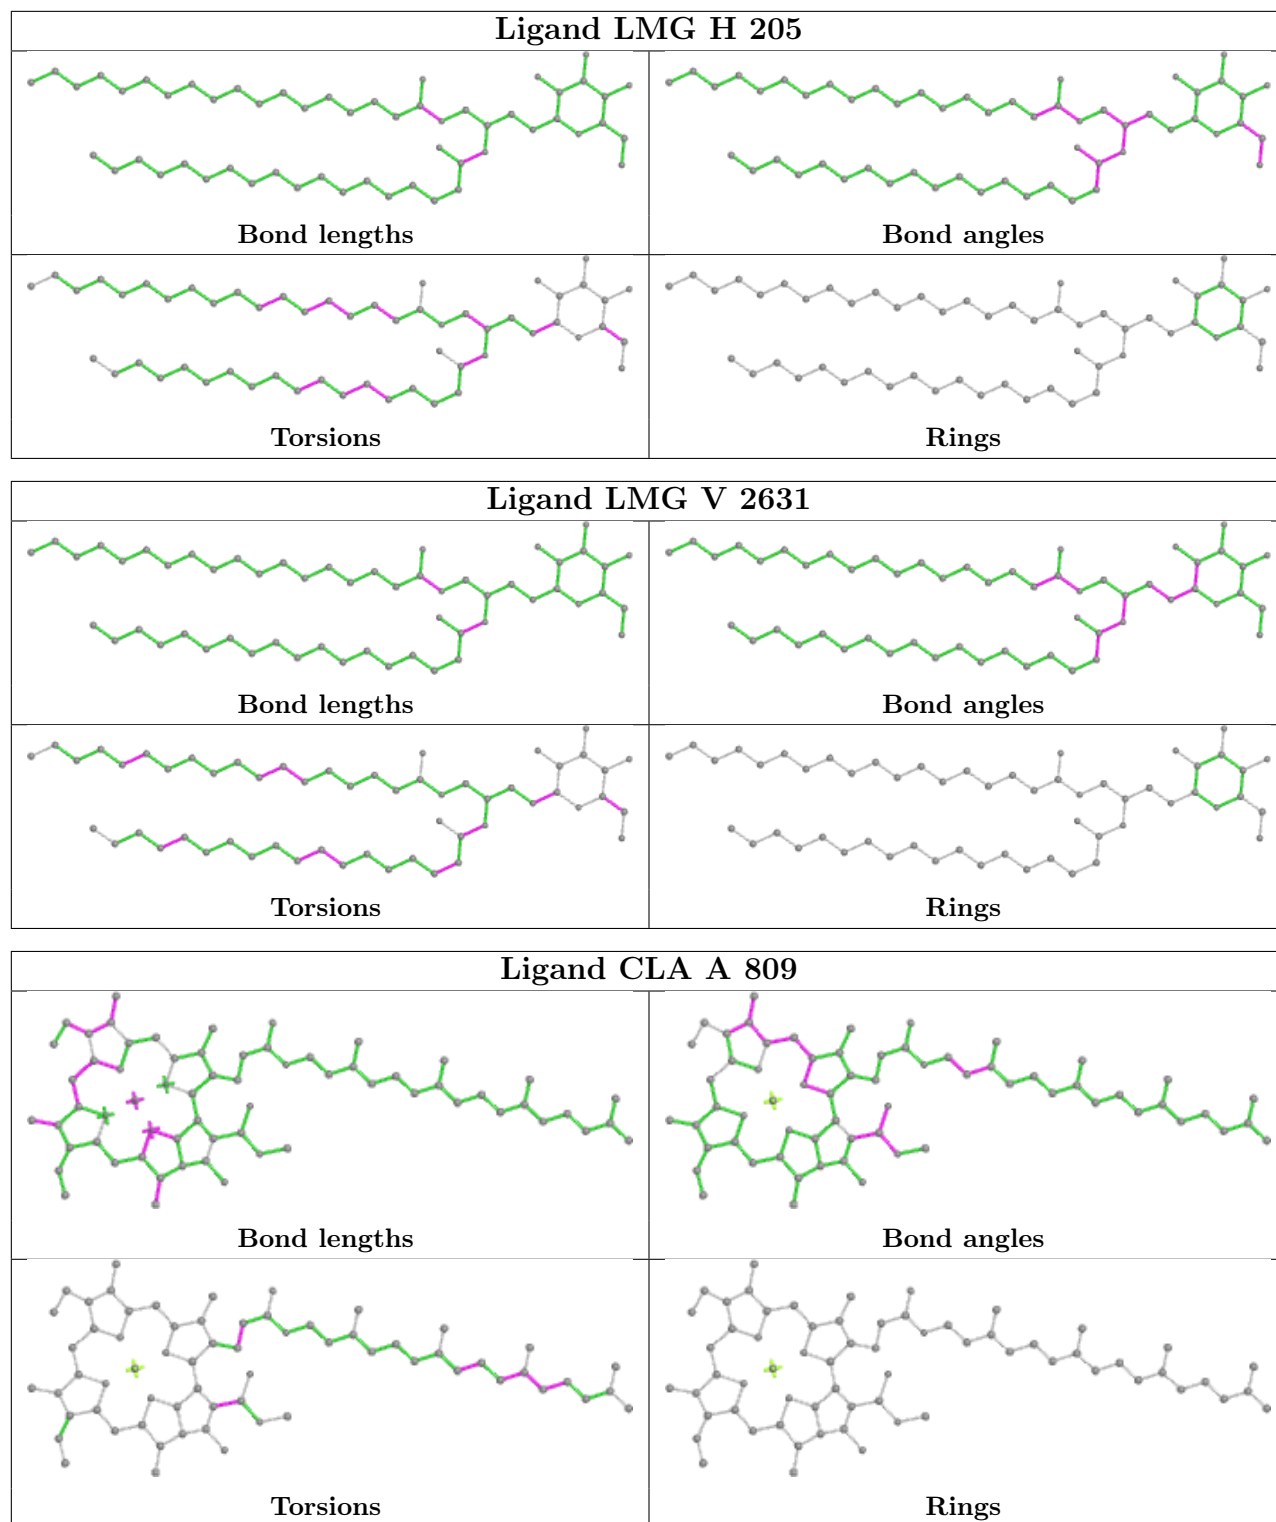 Ligand LMG H 205
Bond lengths
Bond angles
Torsions
Rings
Ligand LMG V 2631
Bond lengths
Bond angles
Torsions
Rings
Ligand CLA A 809
Bond lengths
Bond angles
Torsions
Rings